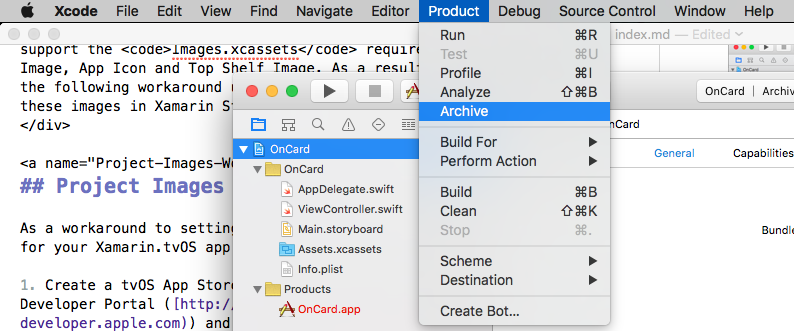 Xcode File Edit View Find Navigate Editor Product Debug Source Control Window Help
index.md — Edited
support the <code>Images.xcassets</code> require
Image, App Icon and Top Shelf Image. As a result
the following workaround
these images in Xamarin St
</div>
<a name="Project-Images-Wo
## Project Images
As a workaround to setting
for your Xamarin.tvOS app
1. Create a tvOS App Store
Developer Portal ([http://
developer.apple.com)) and
OnCard
OnCard
AppDelegate.swift
ViewController.swift
Main.storyboard
Assets.xcassets
Info.plist
Products
OnCard.app
Run ⌘R
Test ⌘U
Profile ⌘I
Analyze ⇧⌘B
Archive
Build For
Perform Action
Build ⌘B
Clean ⇧⌘K
Stop ⌘.
Scheme
Destination
Create Bot...
OnCard Archiv
nCard
General Capabilities
Bundle